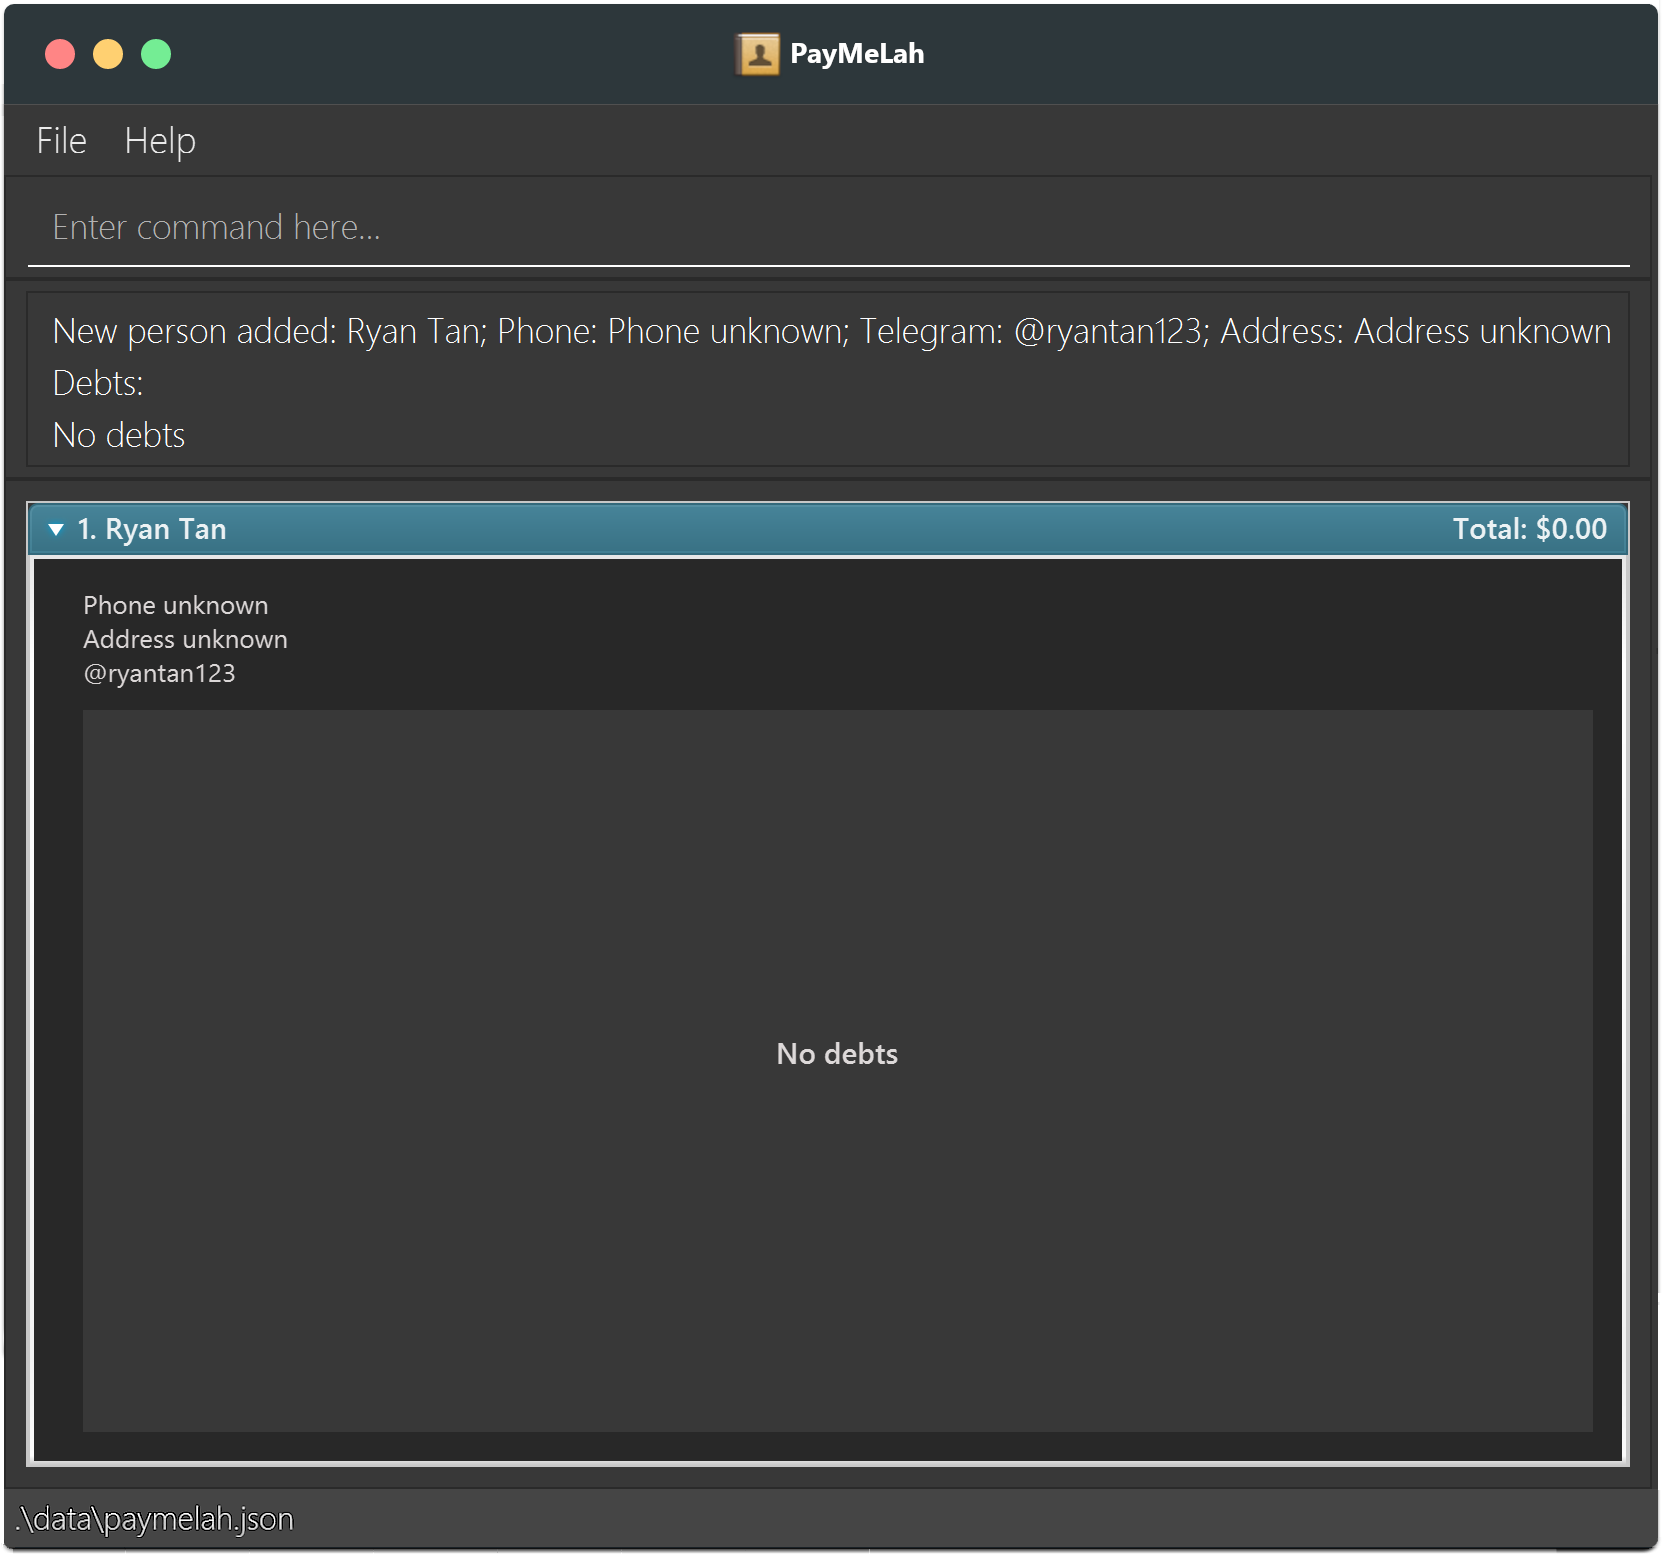 PayMeLah
File Help
Enter command here...
New person added: Ryan Tan; Phone: Phone unknown; Telegram: @ryantan123; Address: Address unknown
Debts:
No debts
1. Ryan Tan Total: $0.00
Phone unknown
Address unknown
@ryantan123
No debts
.\data\paymelah.json